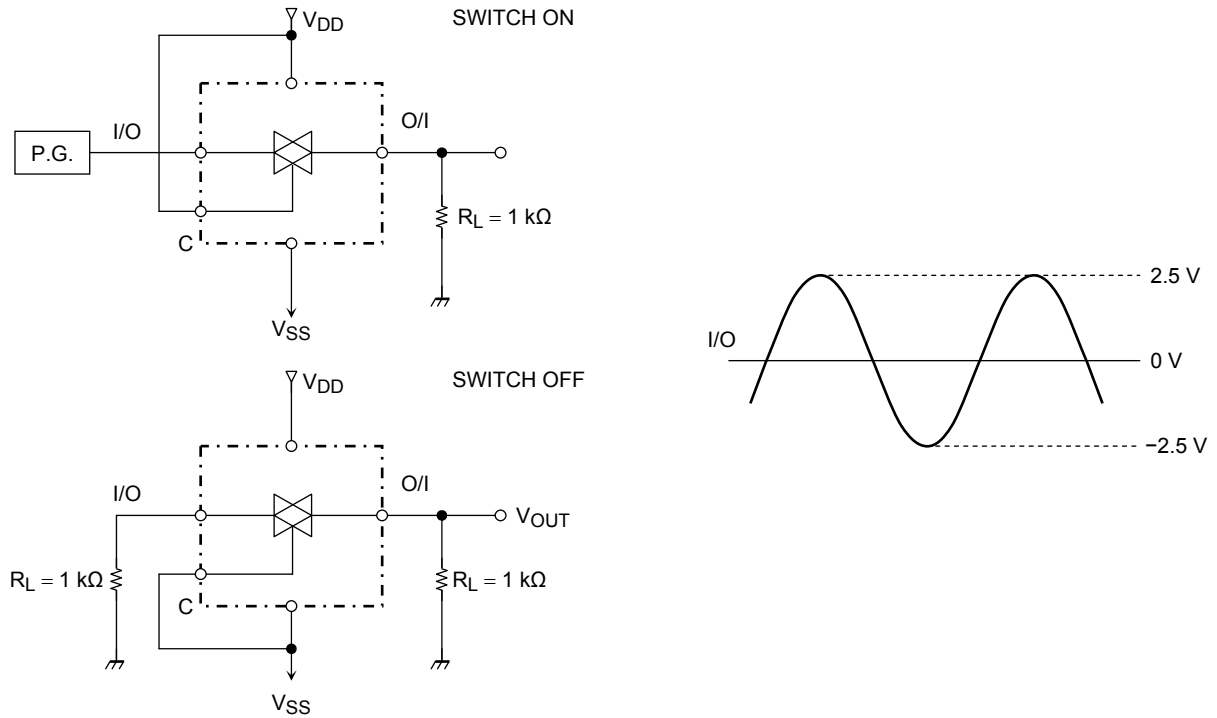 V_DD
SWITCH ON
I/O
O/I
P.G.
R_L = 1 kΩ
C
V_SS
2.5 V
I/O
0 V
−2.5 V
V_DD
SWITCH OFF
I/O
O/I
V_OUT
R_L = 1 kΩ
R_L = 1 kΩ
C
V_SS